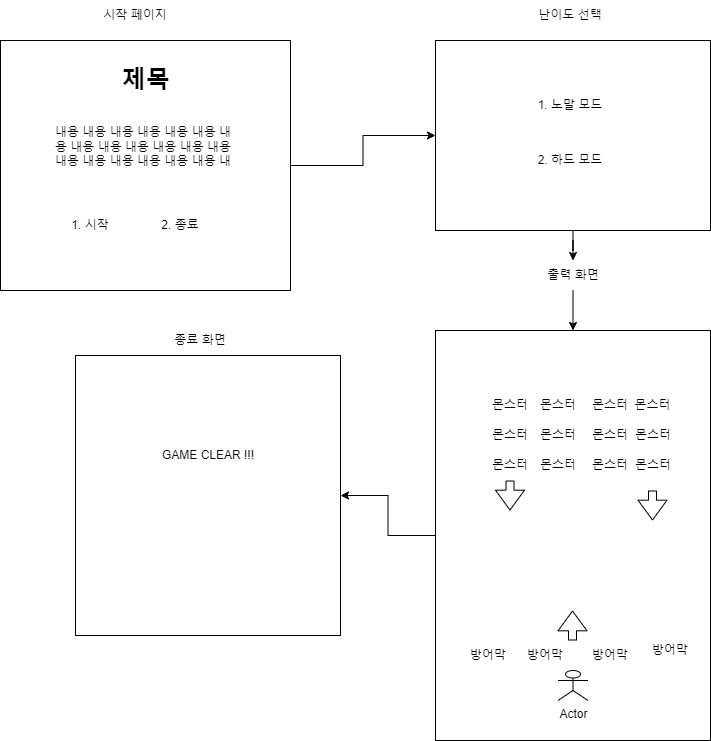 시작 페이지
제목
내용 내용 내용 내용 내용 내용 내
용 내용 내용 내용 내용 내용 내용
내용 내용 내용 내용 내용 내용 내
1. 시작
2. 종료
난이도 선택
1. 노말 모드
2. 하드 모드
출력 화면
몬스터 몬스터 몬스터 몬스터
몬스터 몬스터 몬스터 몬스터
몬스터 몬스터 몬스터 몬스터
방어막 방어막 방어막 방어막
Actor
종료 화면
GAME CLEAR !!!